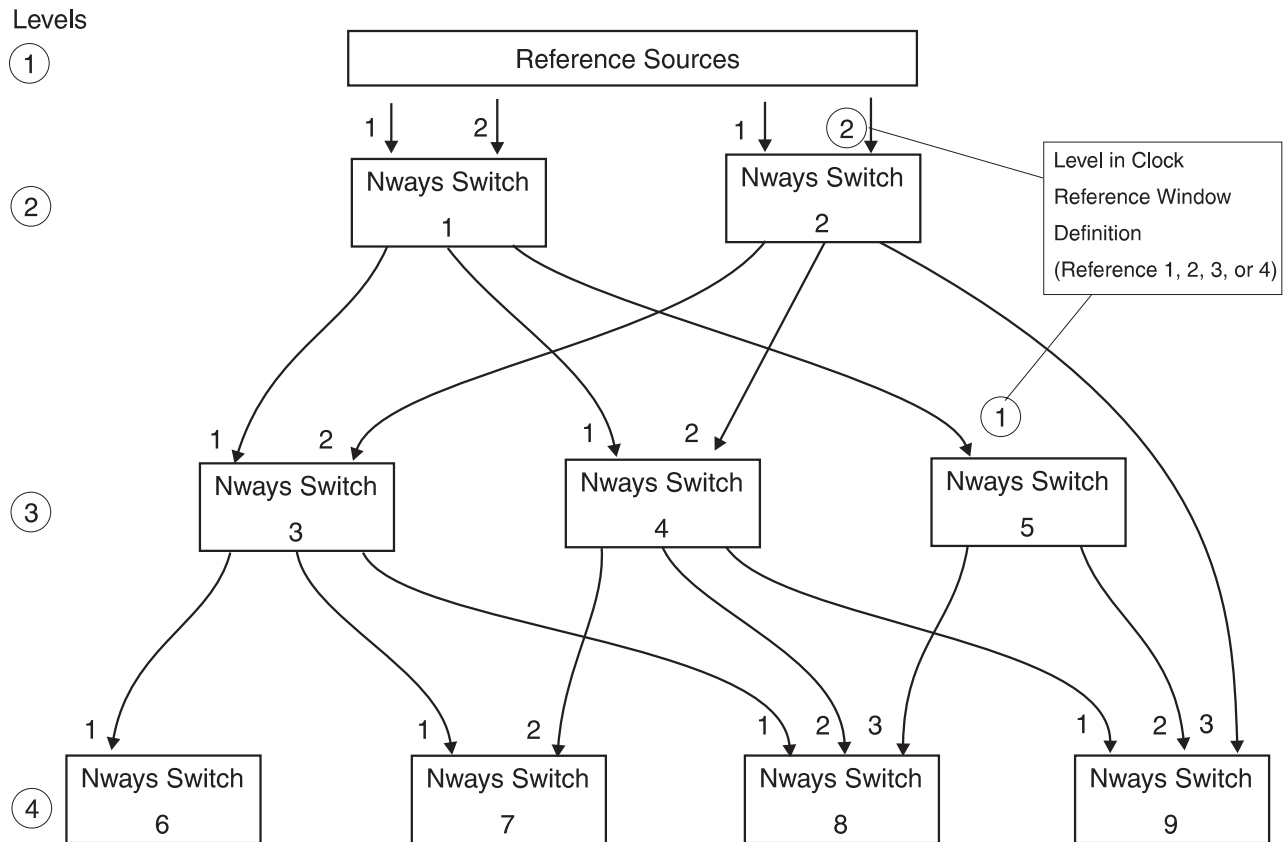 Levels
1
Reference Sources
1
2
1
2
Level in Clock
Reference Window
Definition
(Reference 1, 2, 3, or 4)
2
Nways Switch
1
Nways Switch
2
1
2
1
2
1
3
Nways Switch
3
Nways Switch
4
Nways Switch
5
1
1
2
1
2
3
1
2
3
4
Nways Switch
6
Nways Switch
7
Nways Switch
8
Nways Switch
9